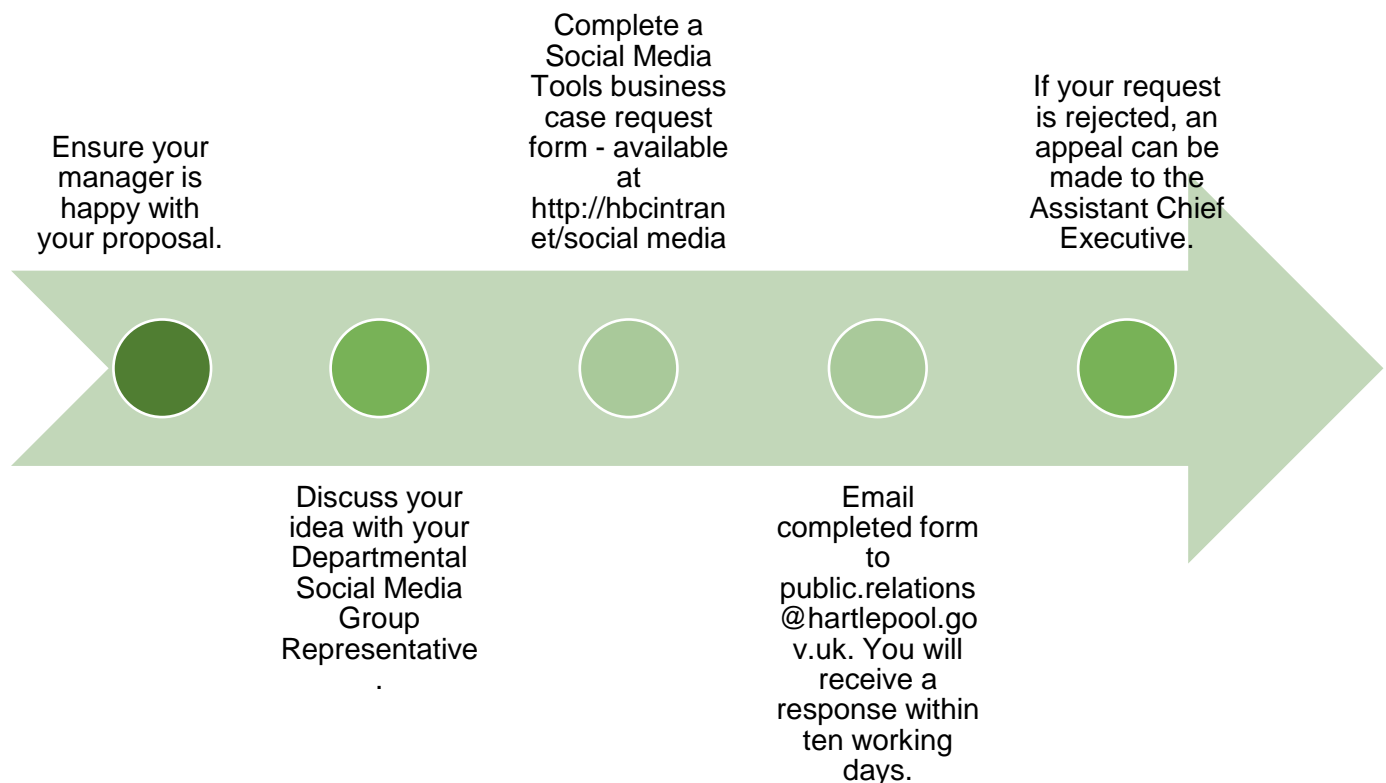 Ensure your
manager is
happy with
your proposal.
Discuss your
idea with your
Departmental
Social Media
Group
Representative
.
Complete a
Social Media
Tools business
case request
form - available
at
http://hbcintran
et/social media
Email
completed form
to
public.relations
@hartlepool.go
v.uk. You will
receive a
response within
ten working
days.
If your request
is rejected, an
appeal can be
made to the
Assistant Chief
Executive.